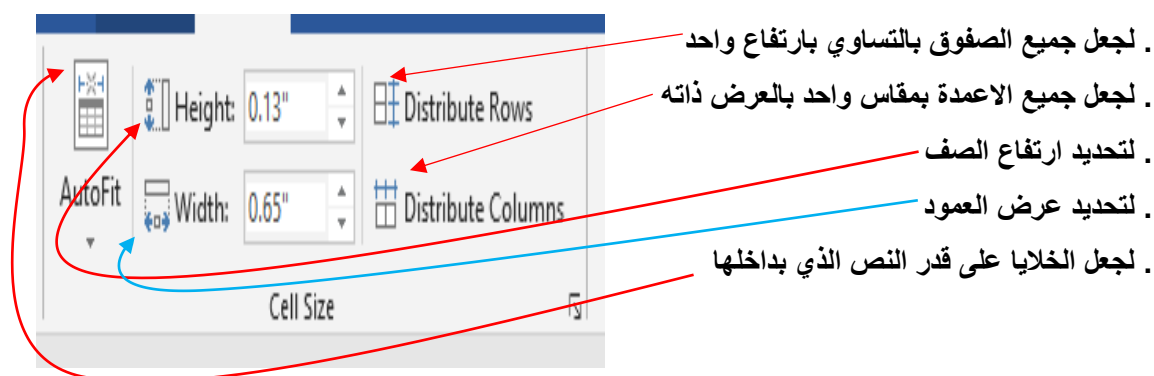 . لجعل جميع الصفوق بالتساوي بارتفاع واحد
. لجعل جميع الاعمدة بمقاس واحد بالعرض ذاته
. لتحديد ارتفاع الصف
. لتحديد عرض العمود
. لجعل الخلايا على قدر النص الذي بداخلها
Height: 0.13" Distribute Rows
AutoFit Width: 0.65" Distribute Columns
Cell Size